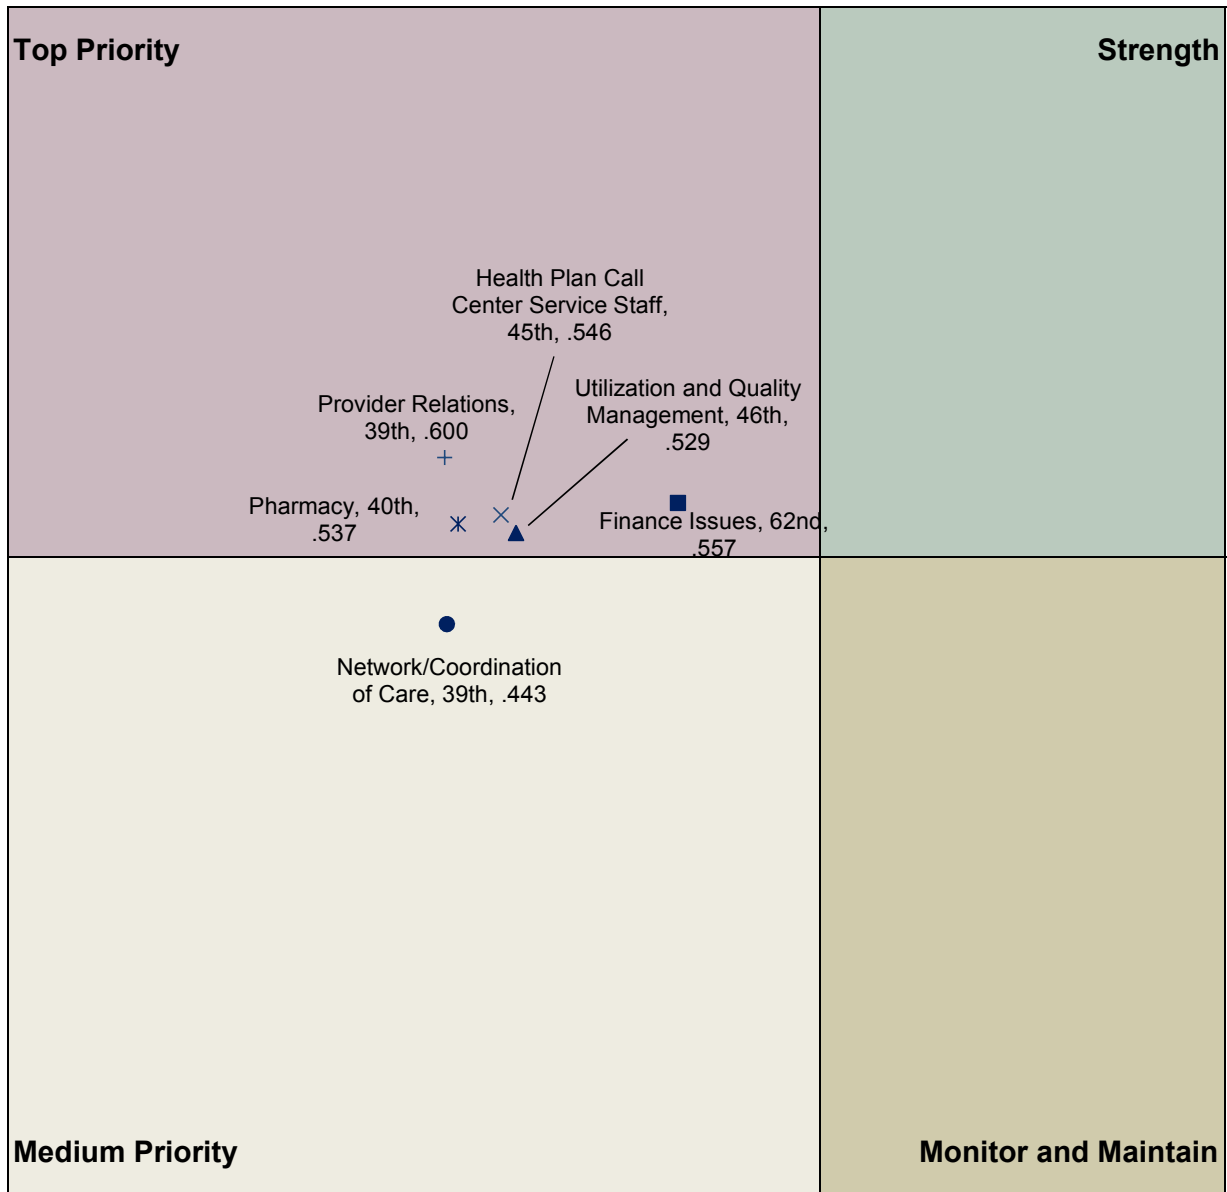 Top Priority
Strength
Health Plan Call
Center Service Staff,
45th, .546
Utilization and Quality
Management, 46th,
.529
Provider Relations,
39th, .600
Pharmacy, 40th,
.537
Finance Issues, 62nd,
.557
Network/Coordination
of Care, 39th, .443
Medium Priority
Monitor and Maintain